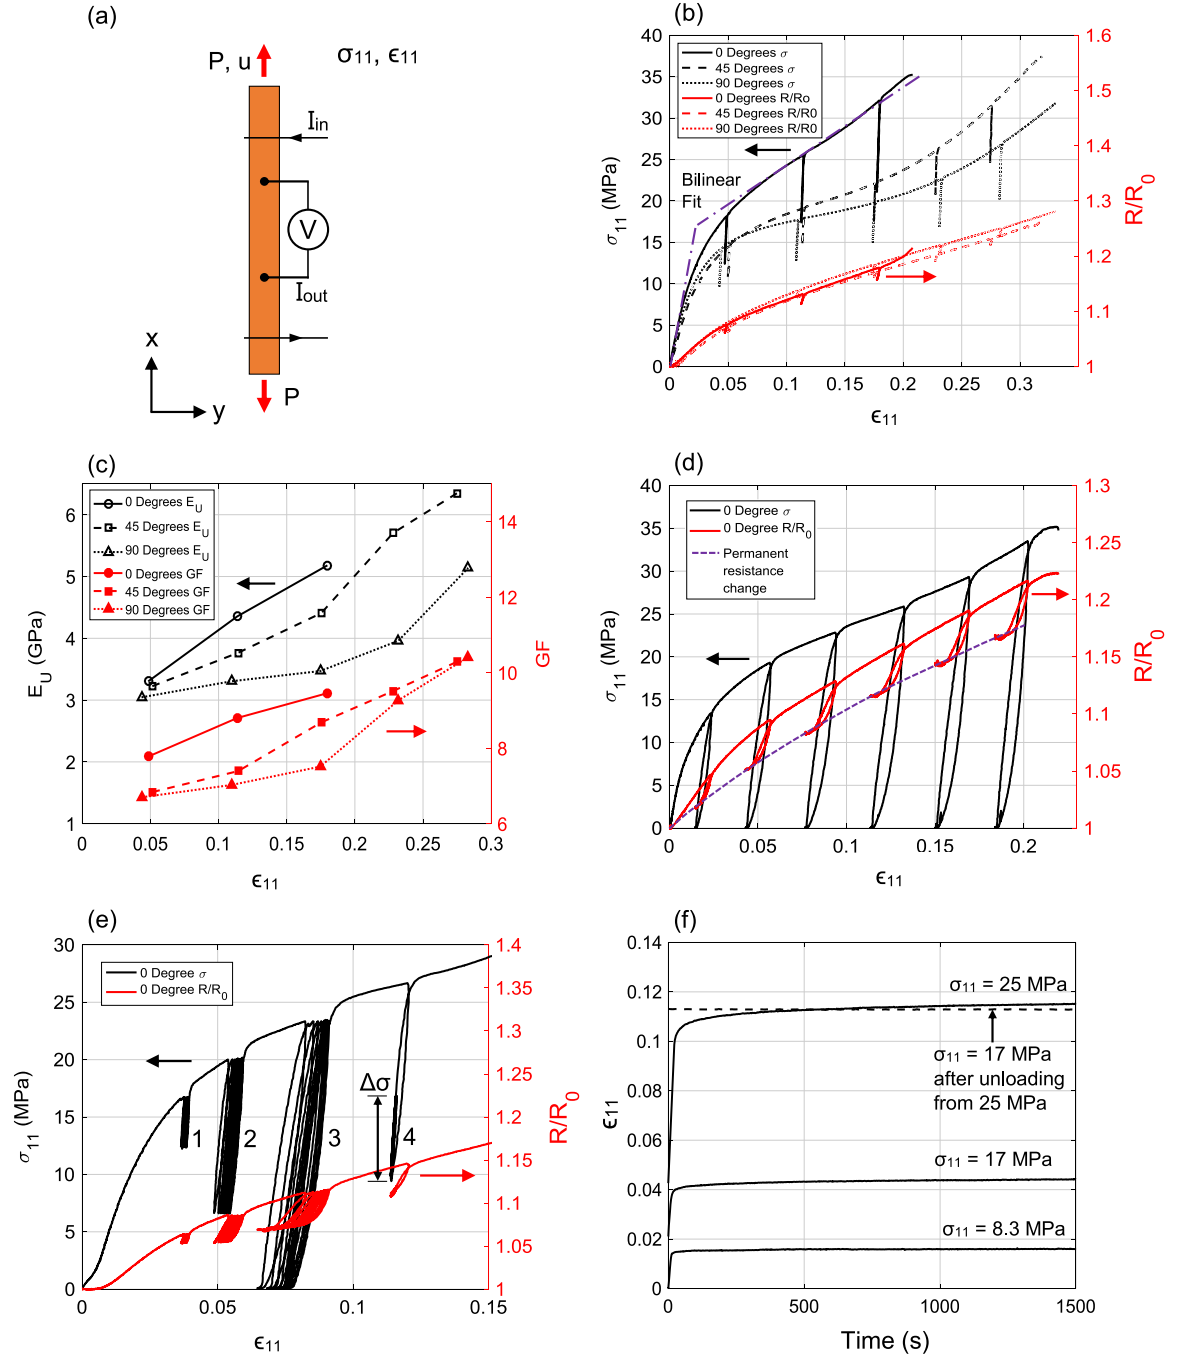 (a)
P, u
σ11, ϵ11
Iin
V
Iout
x
y
P
(b)
0 Degrees σ
45 Degrees σ
90 Degrees σ
0 Degrees R/Ro
45 Degrees R/R0
90 Degrees R/R0
Bilinear
Fit
40
35
30
25
20
15
10
5
0
σ11 (MPa)
0
0.05
0.1
0.15
0.2
0.25
0.3
ϵ11
1.6
1.5
1.4
1.3
1.2
1.1
1
R/R0
(c)
0 Degrees EU
45 Degrees EU
90 Degrees EU
0 Degrees GF
45 Degrees GF
90 Degrees GF
6
5
4
3
2
1
EU (GPa)
0
0.05
0.1
0.15
0.2
0.25
0.3
ϵ11
14
12
10
8
6
GF
(d)
0 Degree σ
0 Degree R/R0
Permanent
resistance
change
40
35
30
25
20
15
10
5
0
σ11 (MPa)
0
0.05
0.1
0.15
0.2
ϵ11
1.3
1.25
1.2
1.15
1.1
1.05
1
R/R0
(e)
0 Degree σ
0 Degree R/R0
Δσ
1
2
3
4
30
25
20
15
10
5
0
σ11 (MPa)
0
0.05
0.1
0.15
ϵ11
1.4
1.35
1.3
1.25
1.2
1.15
1.1
1.05
1
R/R0
(f)
0.14
0.12
0.1
0.08
0.06
0.04
0.02
0
ϵ11
σ11 = 25 MPa
σ11 = 17 MPa
after unloading
from 25 MPa
σ11 = 17 MPa
σ11 = 8.3 MPa
0
500
1000
1500
Time (s)